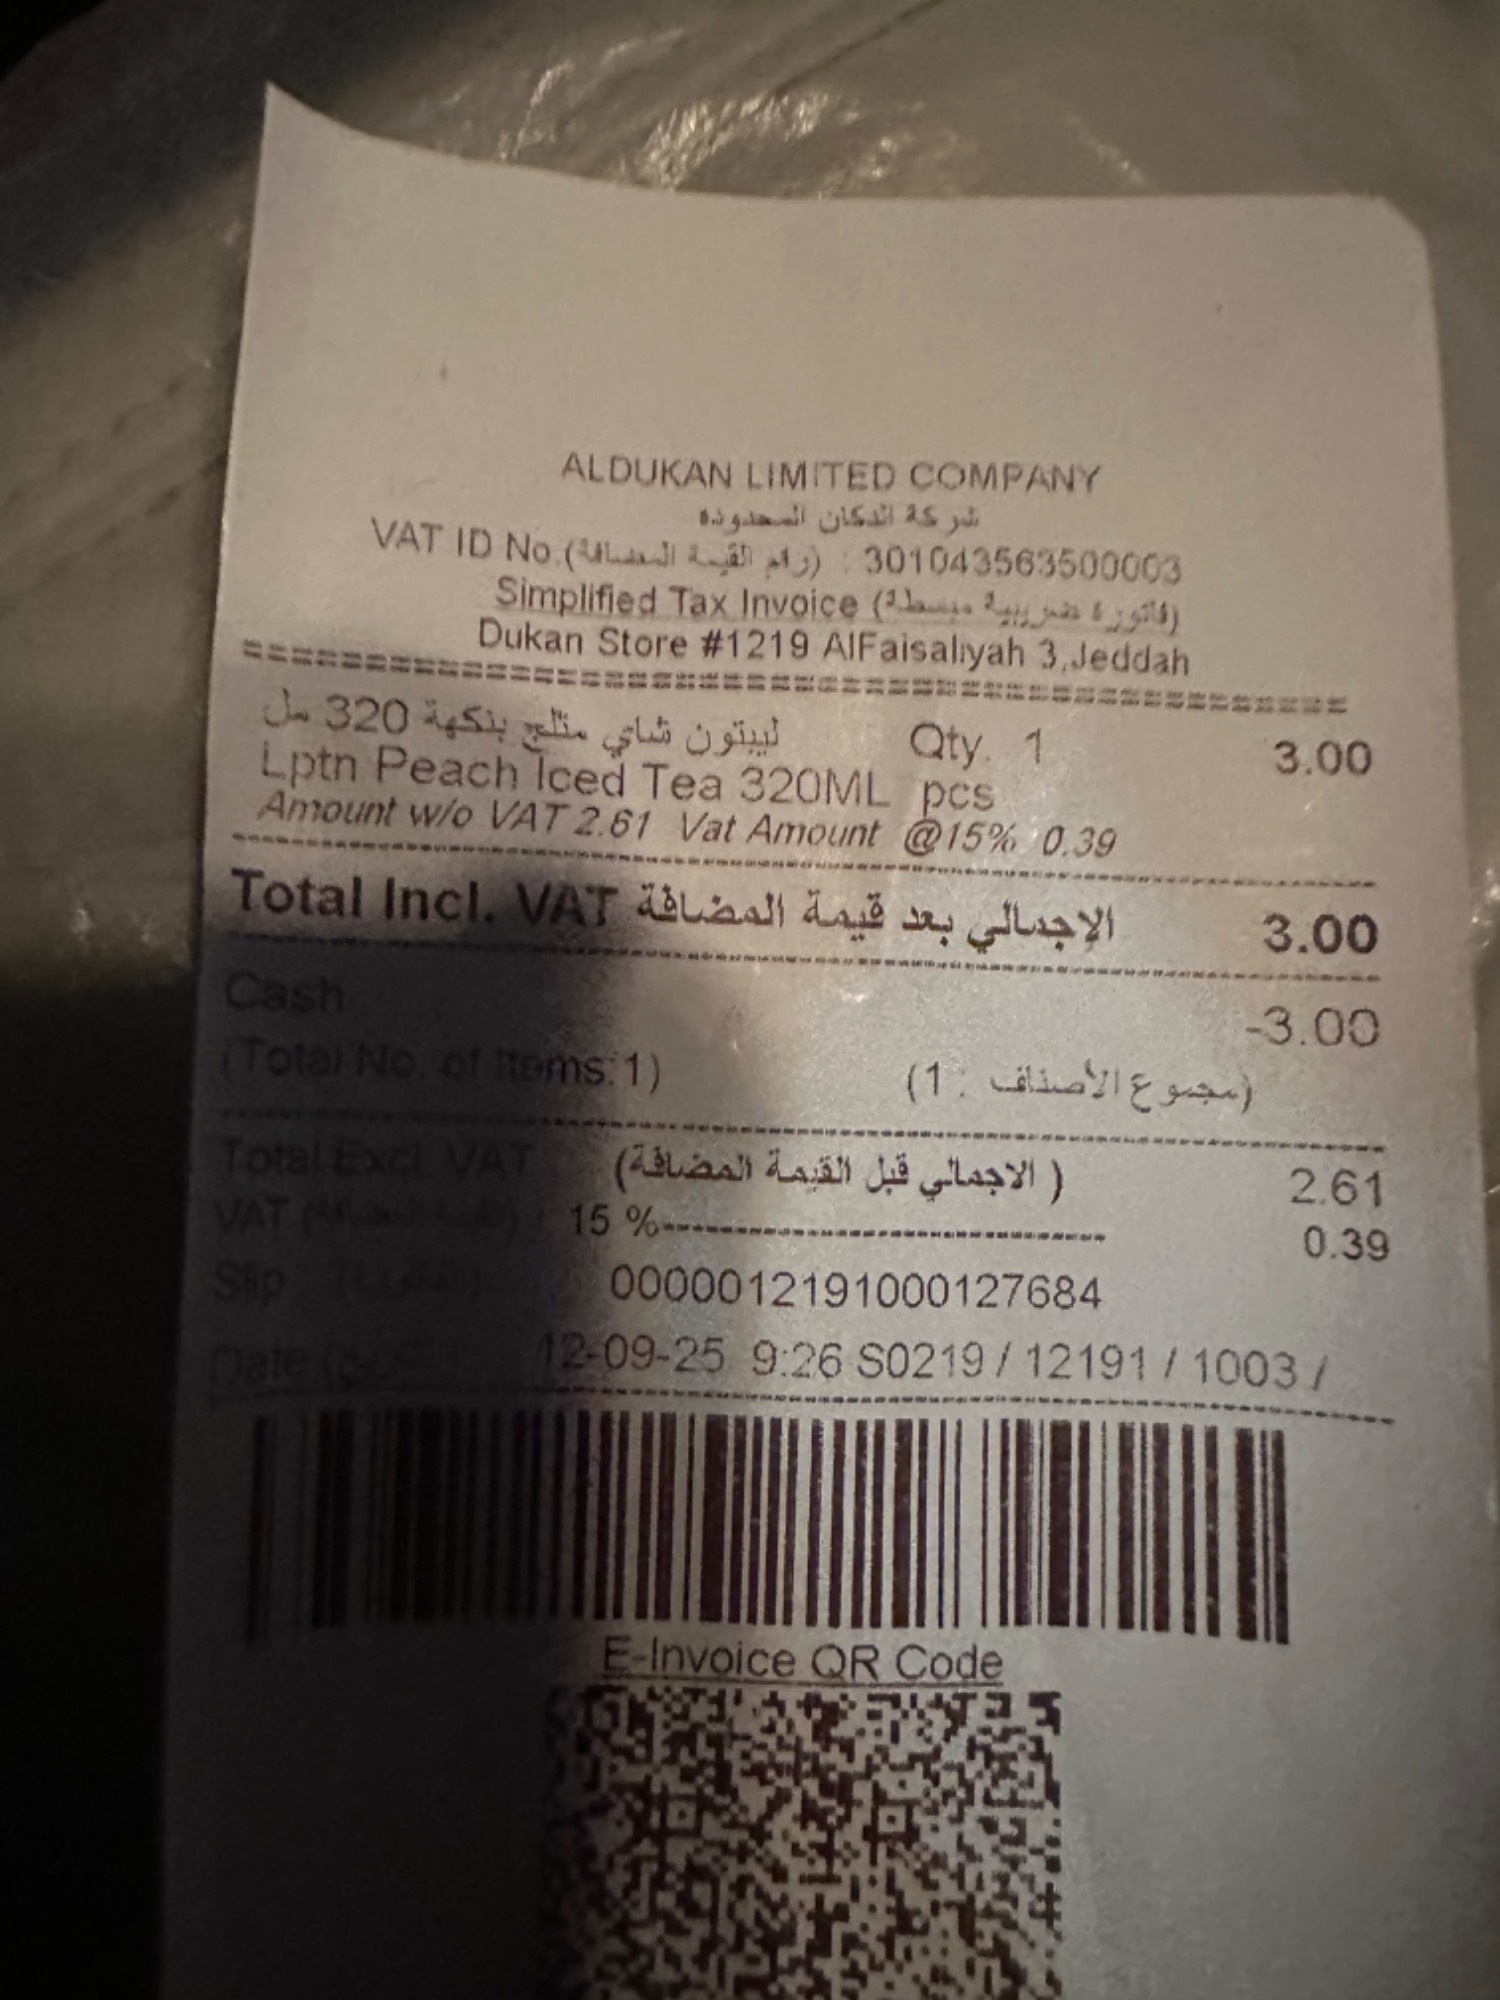 ALDUKAN LIMITED COMPANY
شركة الدكان المحدودة
VAT ID No.(رقم القيمة المضافة) : 301043563500003
Simplified Tax Invoice (فاتورة ضريبية مبسطة)
Dukan Store #1219 AlFaisaliyah 3,Jeddah
ليبتون شاي مثلج بنكهة 320 مل Qty. 1 3.00
Lptn Peach Iced Tea 320ML pcs
Amount w/o VAT 2.61 Vat Amount @15% 0.39
Total Incl. VAT الإجمالي بعد قيمة المضافة 3.00
Cash -3.00
(Total No. of Items:1) (مجموع الأصناف : 1)
Total Excl. VAT (الاجمالي قبل القيمة المضافة) 2.61
VAT 15 % 0.39
Slip 0000012191000127684
Date 12-09-25 9:26 S0219 / 12191 / 1003 /
E-Invoice QR Code